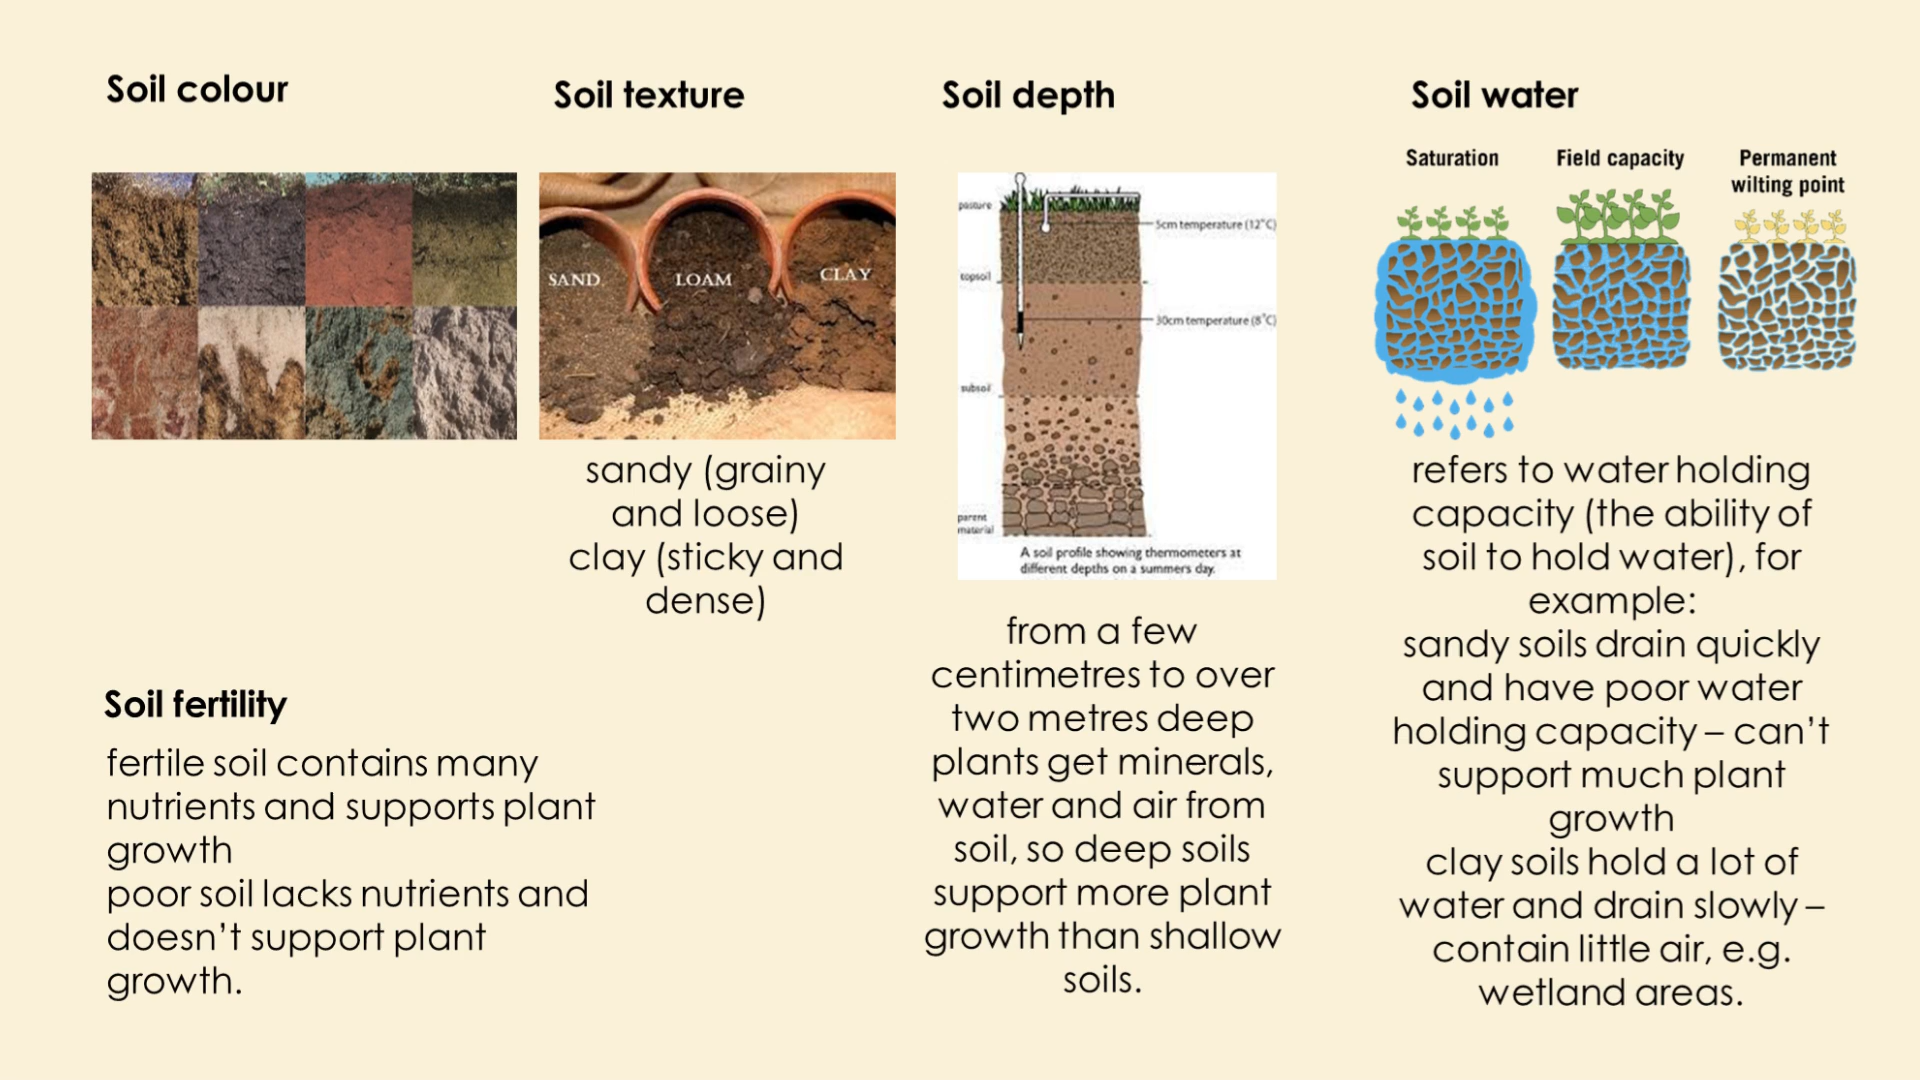 Soil colour
Soil texture
SAND
LOAM
CLAY
sandy (grainy
and loose)
clay (sticky and
dense)
Soil depth
pasture
5cm temperature (12°C)
topsoil
30cm temperature (8°C)
subsoil
parent
material
A soil profile showing thermometers at
different depths on a summers day.
from a few
centimetres to over
two metres deep
plants get minerals,
water and air from
soil, so deep soils
support more plant
growth than shallow
soils.
Soil water
Saturation
Field capacity
Permanent
wilting point
refers to water holding
capacity (the ability of
soil to hold water), for
example:
sandy soils drain quickly
and have poor water
holding capacity – can’t
support much plant
growth
clay soils hold a lot of
water and drain slowly –
contain little air, e.g.
wetland areas.
Soil fertility
fertile soil contains many
nutrients and supports plant
growth
poor soil lacks nutrients and
doesn’t support plant
growth.